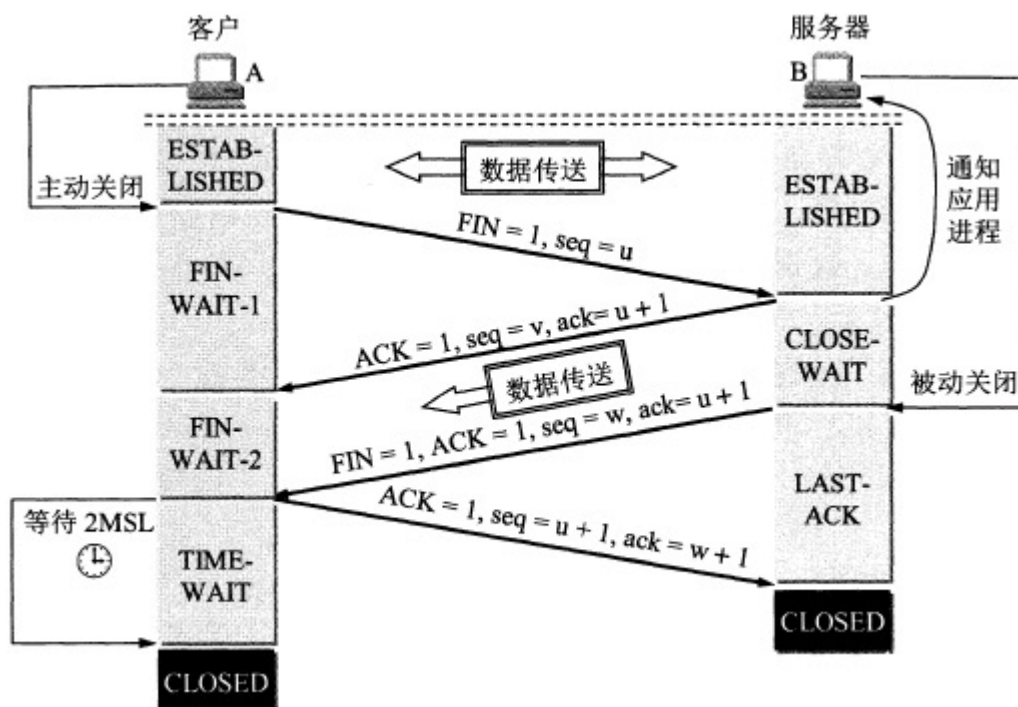 客户
服务器
A
B
ESTAB-
LISHED
数据传送
ESTAB-
LISHED
通知
应用
进程
主动关闭
FIN = 1, seq = u
FIN-
WAIT-1
ACK = 1, seq = v, ack= u + 1
CLOSE-
WAIT
数据传送
被动关闭
FIN-
WAIT-2
FIN = 1, ACK = 1, seq = w, ack= u + 1
LAST-
ACK
等待 2MSL
ACK = 1, seq = u + 1, ack = w + 1
TIME-
WAIT
CLOSED
CLOSED